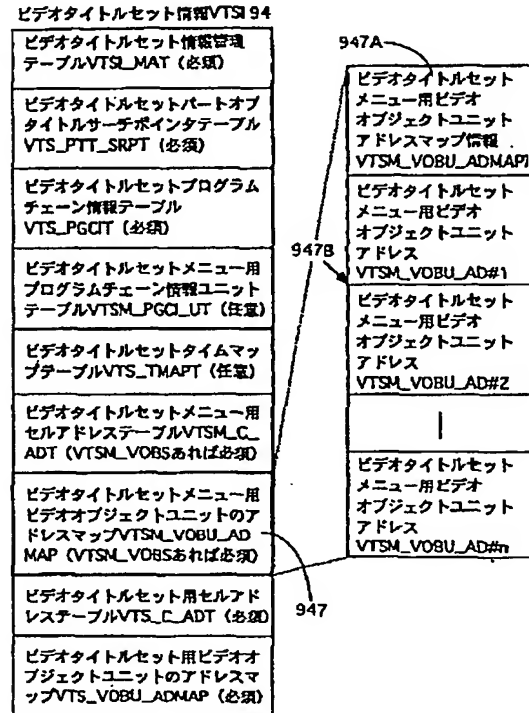 ビデオタイトルセット情報VTSI 94
ビデオタイトルセット情報管理
テーブルVTSI_MAT (必須)
ビデオタイトルセットパートオブ
タイトルサーチポインタテーブル
VTS_PTT_SRPT (必須)
ビデオタイトルセットプログラム
チェーン情報テーブル
VTS_PGCIT (必須)
ビデオタイトルセットメニュー用
プログラムチェーン情報ユニット
テーブルVTSM_PGCI_UT (任意)
ビデオタイトルセットタイムマッ
プテーブルVTS_TMAPT (任意)
ビデオタイトルセットメニュー用
セルアドレステーブルVTSM_C_
ADT (VTSM_VOBSあれば必須)
ビデオタイトルセットメニュー用
ビデオオブジェクトユニットのア
ドレスマップVTSM_VOBU_AD
MAP (VTSM_VOBSあれば必須)
ビデオタイトルセット用セルアド
レステーブルVTS_C_ADT (必須)
ビデオタイトルセット用ビデオオ
ブジェクトユニットのアドレスマ
ップVTS_VOBU_ADMAP (必須)
947
947A
947B
ビデオタイトルセット
メニュー用ビデオ
オブジェクトユニット
アドレスマップ情報
VTSM_VOBU_ADMAPI
ビデオタイトルセット
メニュー用ビデオ
オブジェクトユニット
アドレス
VTSM_VOBU_AD#1
ビデオタイトルセット
メニュー用ビデオ
オブジェクトユニット
アドレス
VTSM_VOBU_AD#2
ビデオタイトルセット
メニュー用ビデオ
オブジェクトユニット
アドレス
VTSM_VOBU_AD#n